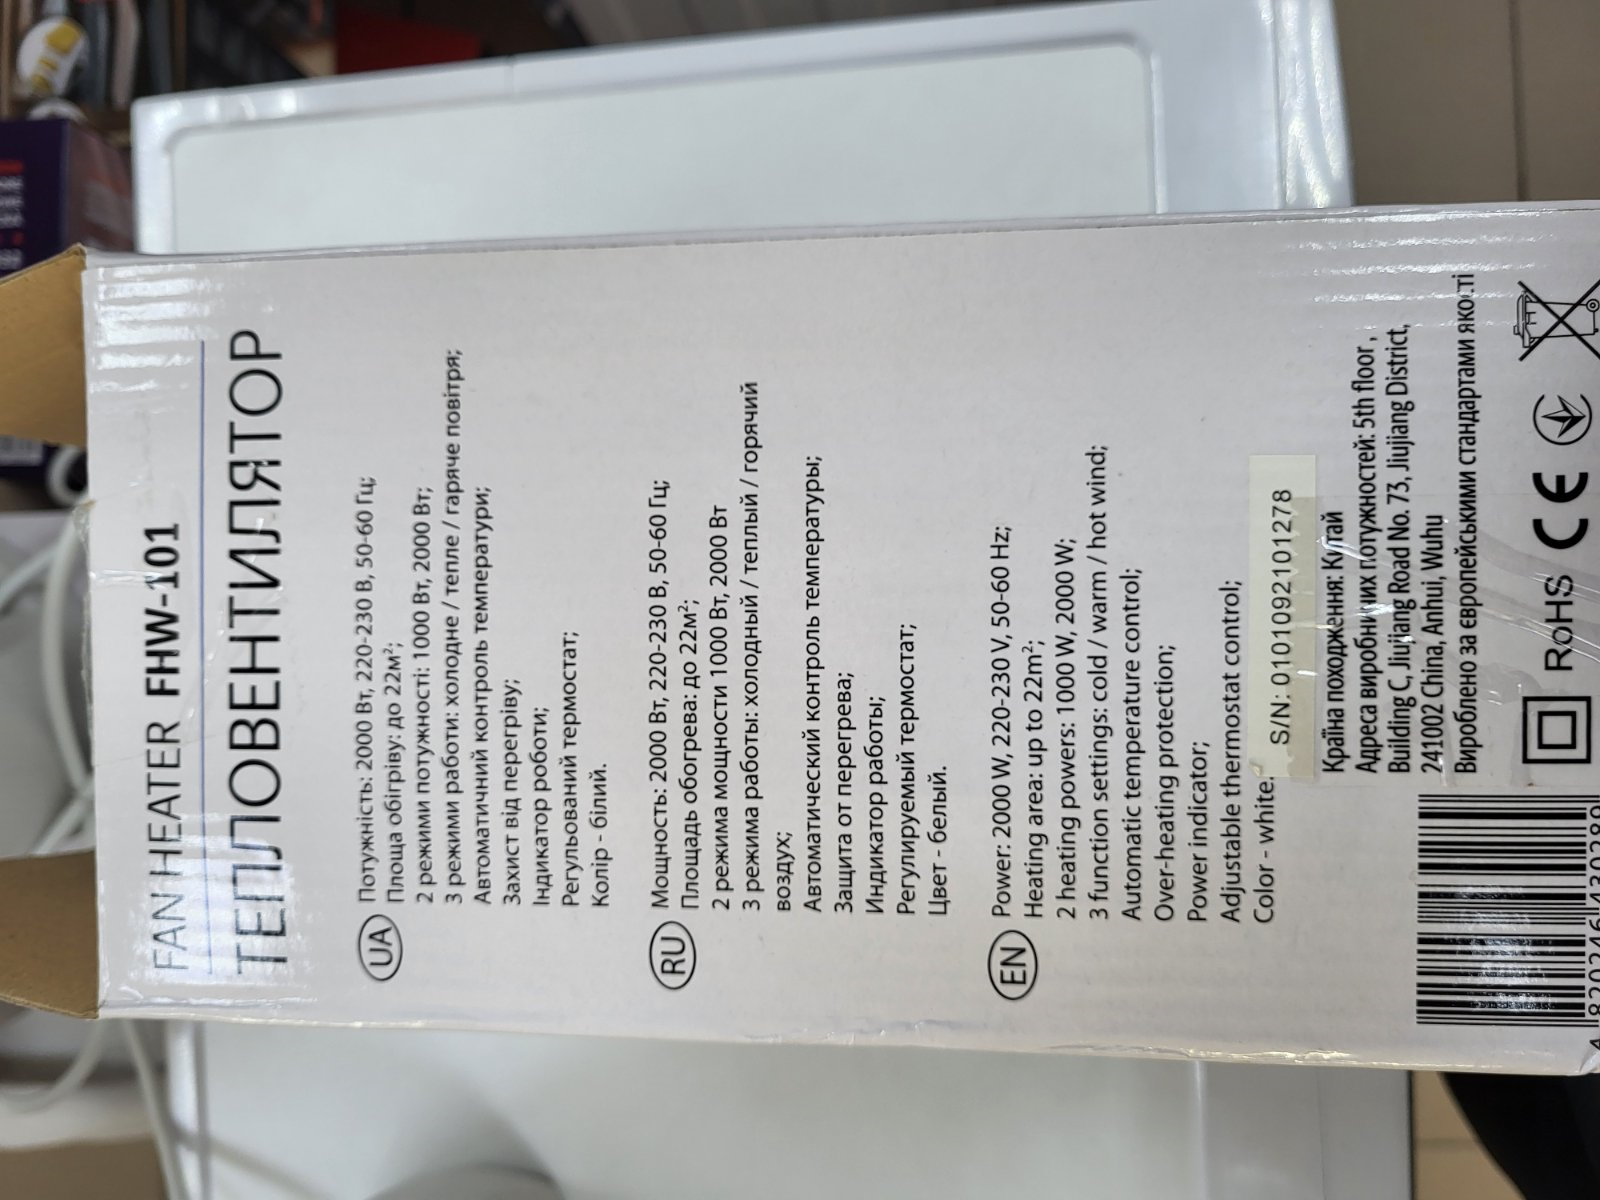 FAN HEATER FHW-101
ТЕПЛОВЕНТИЛЯТОР
UA
Потужність: 2000 Вт, 220-230 В, 50-60 Гц;
Площа обігріву: до 22м²;
2 режими потужності: 1000 Вт, 2000 Вт;
3 режими работи: холодне / тепле / гаряче повітря;
Автоматичний контроль температури;
Захист від перегріву;
Індикатор роботи;
Регульований термостат;
Колір - білий.
RU
Мощность: 2000 Вт, 220-230 В, 50-60 Гц;
Площадь обогрева: до 22м²;
2 режима мощности 1000 Вт, 2000 Вт
3 режима работы: холодный / теплый / горячий
воздух;
Автоматический контроль температуры;
Защита от перегрева;
Индикатор работы;
Регулируемый термостат;
Цвет - белый.
EN
Power: 2000 W, 220-230 V, 50-60 Hz;
Heating area: up to 22m²;
2 heating powers: 1000 W, 2000 W;
3 function settings: cold / warm / hot wind;
Automatic temperature control;
Over-heating protection;
Power indicator;
Adjustable thermostat control;
Color - white.
S/N: 0101092101278
Країна походження: Китай
Адреса виробничих потужностей: 5th floor,
Building C, Jiujiang Road No. 73, Jiujiang District,
241002 China, Anhui, Wuhu
Вироблено за европейськими стандартами якості
RoHS CE
4 820246 430289